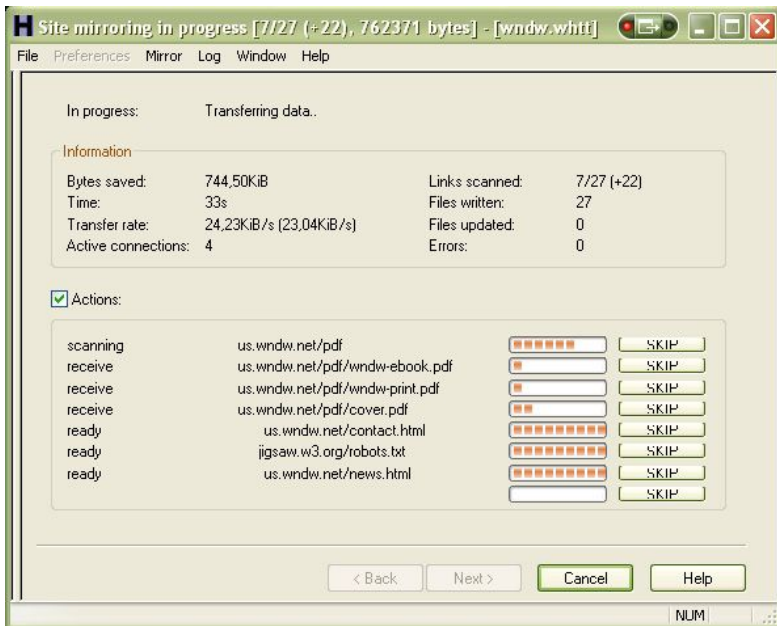 H Site mirroring in progress [7/27 (+22), 762371 bytes] - [wndw.whtt]
File Preferences Mirror Log Window Help
In progress: Transferring data..
Information
Bytes saved: 744,50KiB Links scanned: 7/27 (+22)
Time: 33s Files written: 27
Transfer rate: 24,23KiB/s (23,04KiB/s) Files updated: 0
Active connections: 4 Errors: 0
Actions:
scanning us.wndw.net/pdf SKIP
receive us.wndw.net/pdf/wndw-ebook.pdf SKIP
receive us.wndw.net/pdf/wndw-print.pdf SKIP
receive us.wndw.net/pdf/cover.pdf SKIP
ready us.wndw.net/contact.html SKIP
ready jigsaw.w3.org/robots.txt SKIP
ready us.wndw.net/news.html SKIP
SKIP
< Back Next > Cancel Help
NUM